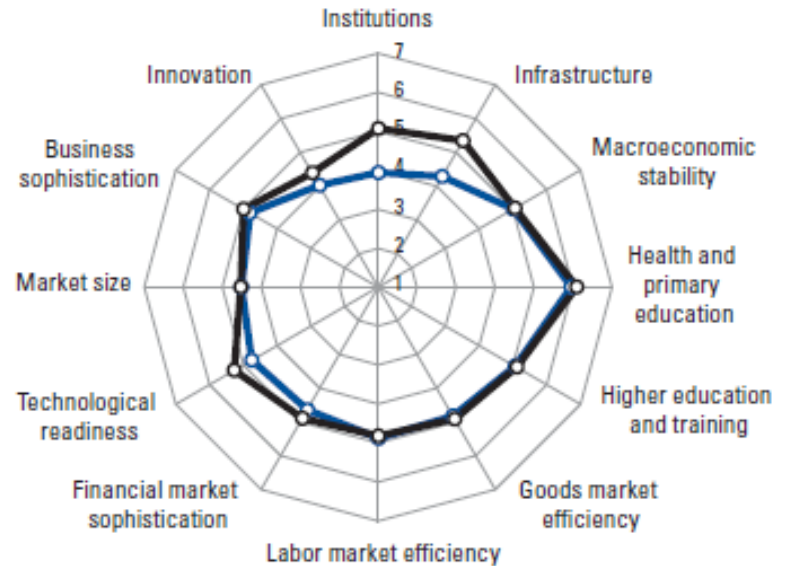 Institutions
7
6
5
4
3
2
1
Infrastructure
Macroeconomic
stability
Health and
primary
education
Higher education
and training
Goods market
efficiency
Labor market efficiency
Financial market
sophistication
Technological
readiness
Market size
Business
sophistication
Innovation